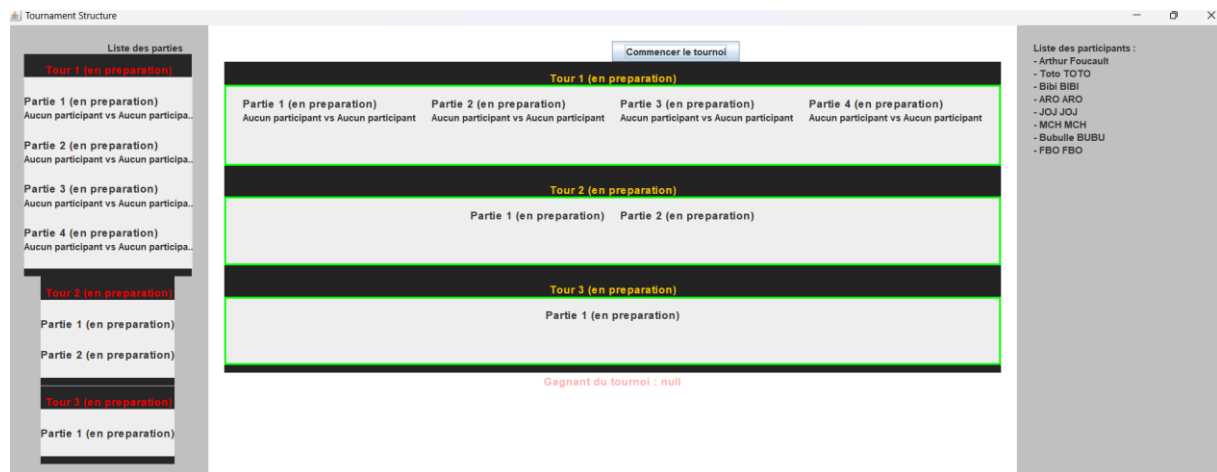 Tournament Structure
Liste des parties
Tour 1 (en preparation)
Partie 1 (en preparation)
Aucun participant vs Aucun participa..
Partie 2 (en preparation)
Aucun participant vs Aucun participa..
Partie 3 (en preparation)
Aucun participant vs Aucun participa..
Partie 4 (en preparation)
Aucun participant vs Aucun participa..
Tour 2 (en preparation)
Partie 1 (en preparation)
Partie 2 (en preparation)
Tour 3 (en preparation)
Partie 1 (en preparation)
Commencer le tournoi
Tour 1 (en preparation)
Partie 1 (en preparation) Partie 2 (en preparation) Partie 3 (en preparation) Partie 4 (en preparation)
Aucun participant vs Aucun participant Aucun participant vs Aucun participant Aucun participant vs Aucun participant Aucun participant vs Aucun participant
Tour 2 (en preparation)
Partie 1 (en preparation) Partie 2 (en preparation)
Tour 3 (en preparation)
Partie 1 (en preparation)
Gagnant du tournoi : null
Liste des participants :
- Arthur Foucault
- Toto TOTO
- Bibi BIBI
- ARO ARO
- JOJ JOJ
- MCH MCH
- Bubulle BUBU
- FBO FBO